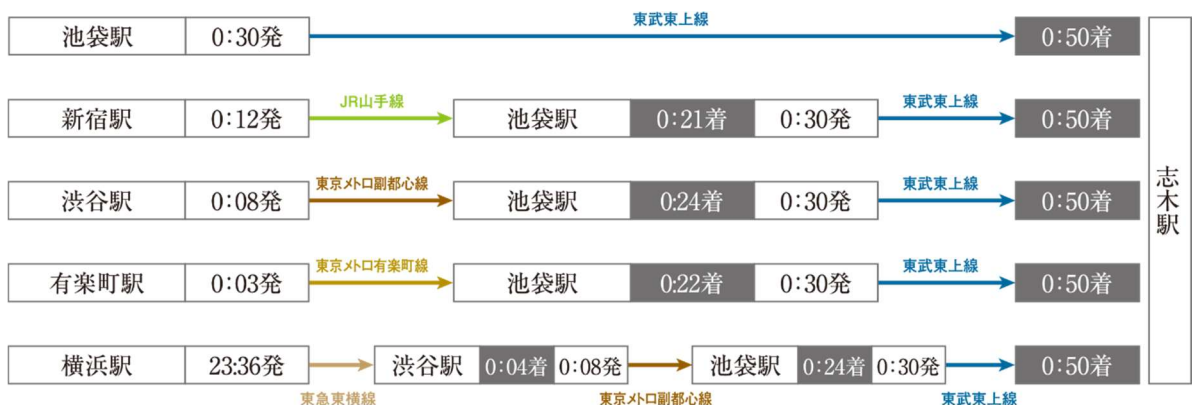 東武東上線
池袋駅 0:30発 0:50着
JR山手線 東武東上線
新宿駅 0:12発 池袋駅 0:21着 0:30発 0:50着
東京メトロ副都心線 東武東上線
渋谷駅 0:08発 池袋駅 0:24着 0:30発 0:50着
東京メトロ有楽町線 東武東上線
有楽町駅 0:03発 池袋駅 0:22着 0:30発 0:50着
横浜駅 23:36発 渋谷駅 0:04着 0:08発 池袋駅 0:24着 0:30発 0:50着
東急東横線 東京メトロ副都心線 東武東上線
志木駅